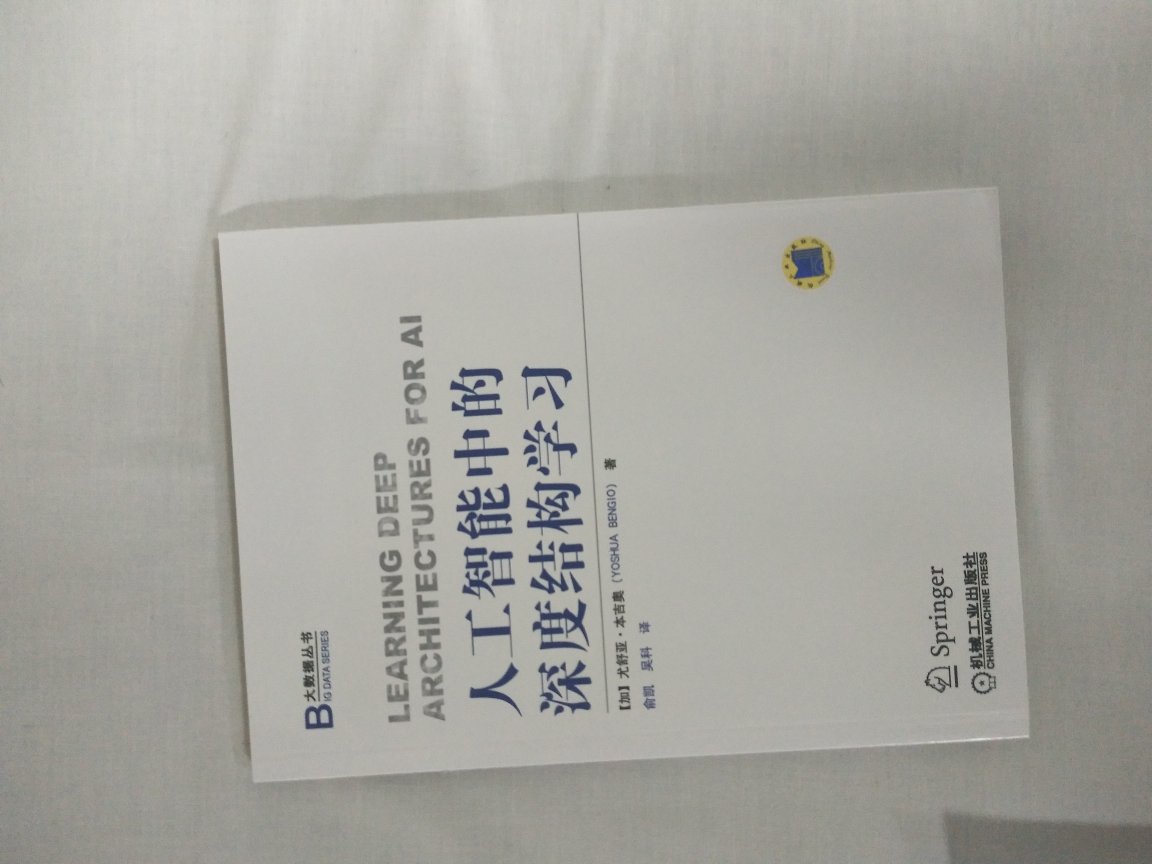 B大数据丛书
IG DATA SERIES
LEARNING DEEP
ARCHITECTURES FOR AI
人工智能中的
深度结构学习
【加】尤舒亚·本吉奥（YOSHUA BENGIO） 著
俞凯 吴科 译
Springer
机械工业出版社
CHINA MACHINE PRESS